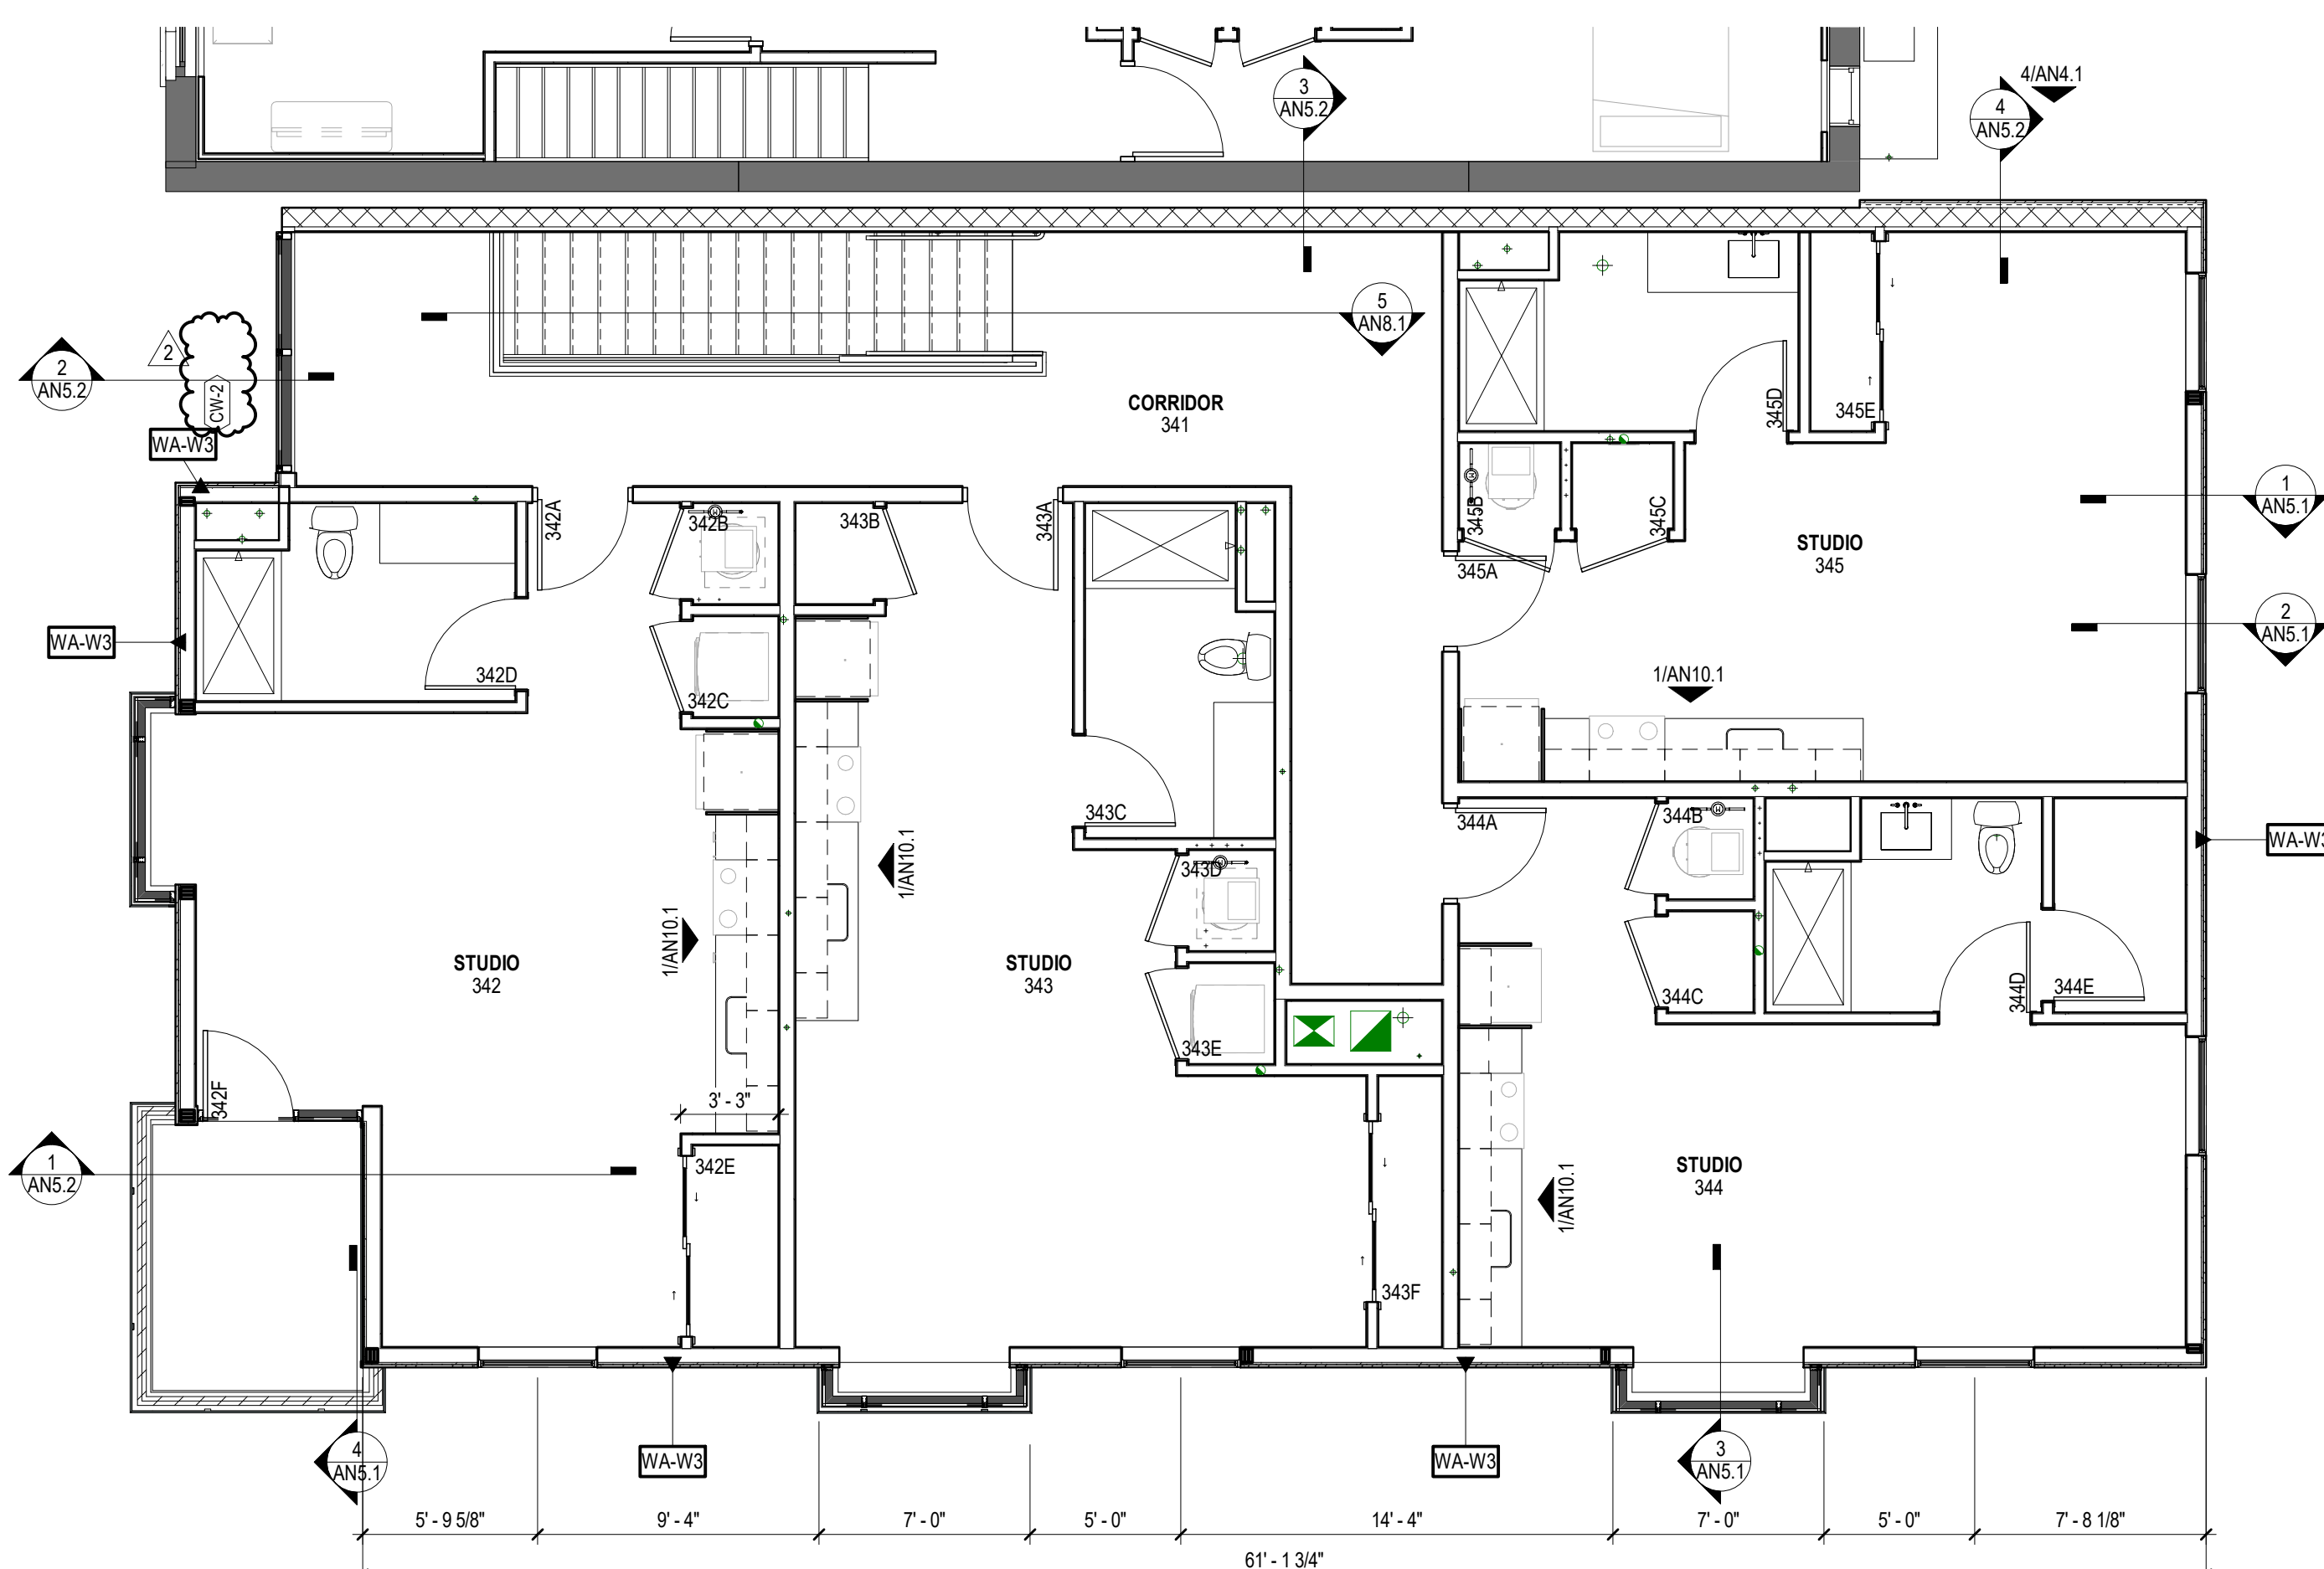 4/AN4.1
3
AN5.2
4
AN5.2
5
AN8.1
2
2
AN5.2
CW-2
WA-W3
CORRIDOR
341
345D
345E
342A
342B
343B
343A
345B
345C
345A
STUDIO
345
1
AN5.1
2
AN5.1
WA-W3
342D
342C
1/AN10.1
343C
344A
344B
WA-W3
1/AN10.1
343D
1/AN10.1
STUDIO
342
STUDIO
343
344C
344D
344E
343E
342F
3' - 3"
1
AN5.2
342E
STUDIO
344
1/AN10.1
343F
4
AN5.1
WA-W3
WA-W3
3
AN5.1
5' - 9 5/8"
9' - 4"
7' - 0"
5' - 0"
14' - 4"
7' - 0"
5' - 0"
7' - 8 1/8"
61' - 1 3/4"